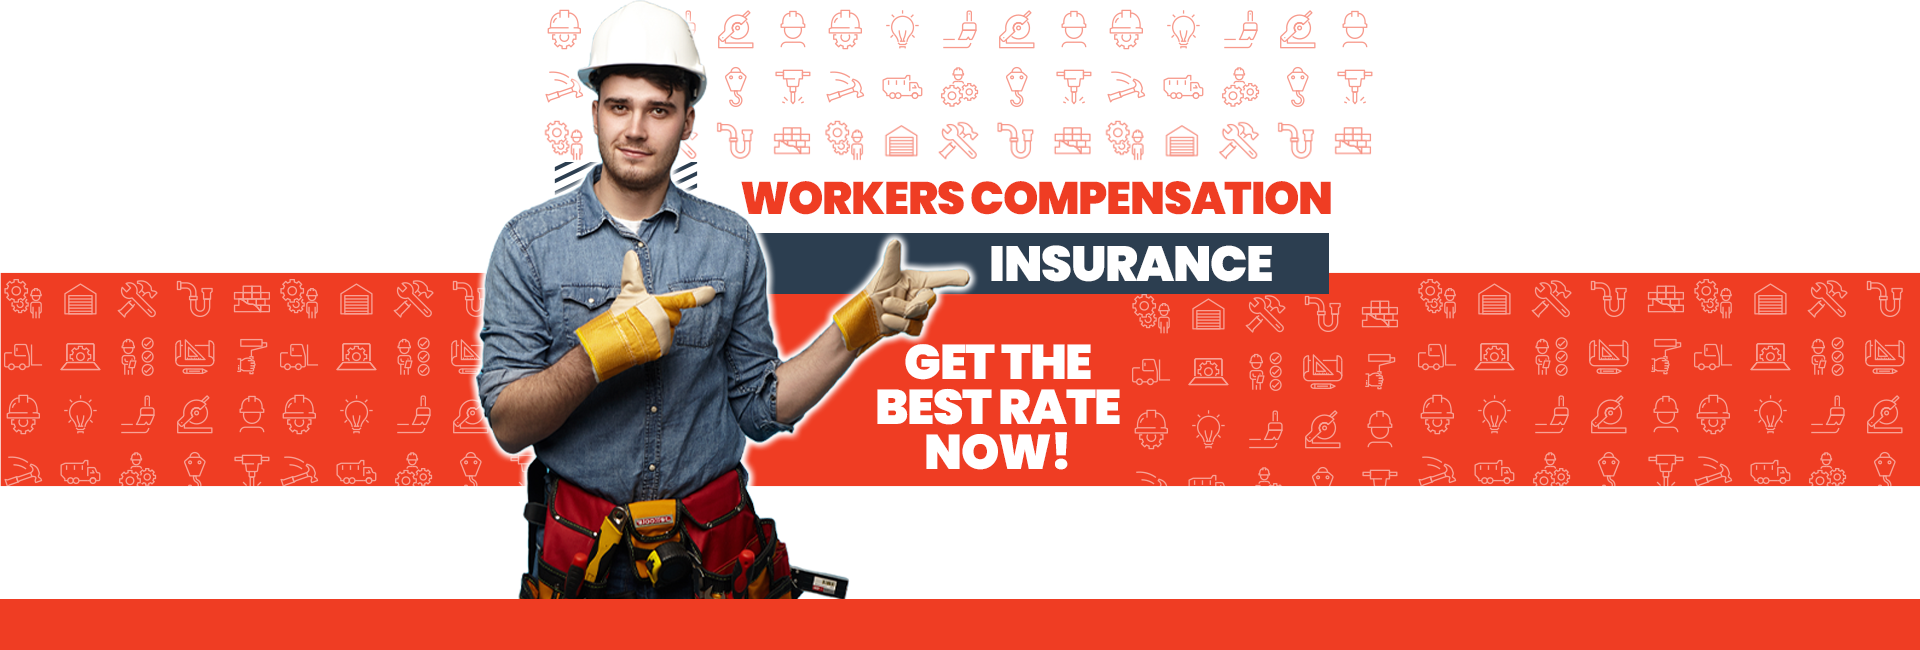 WORKERS COMPENSATION
INSURANCE
GET THE
BEST RATE
NOW!